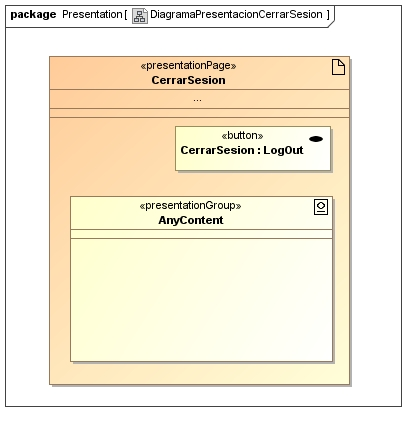 package Presentation[ DiagramaPresentacionCerrarSesion ]
«presentationPage»
CerrarSesion
...
«button»
CerrarSesion : LogOut
«presentationGroup»
AnyContent